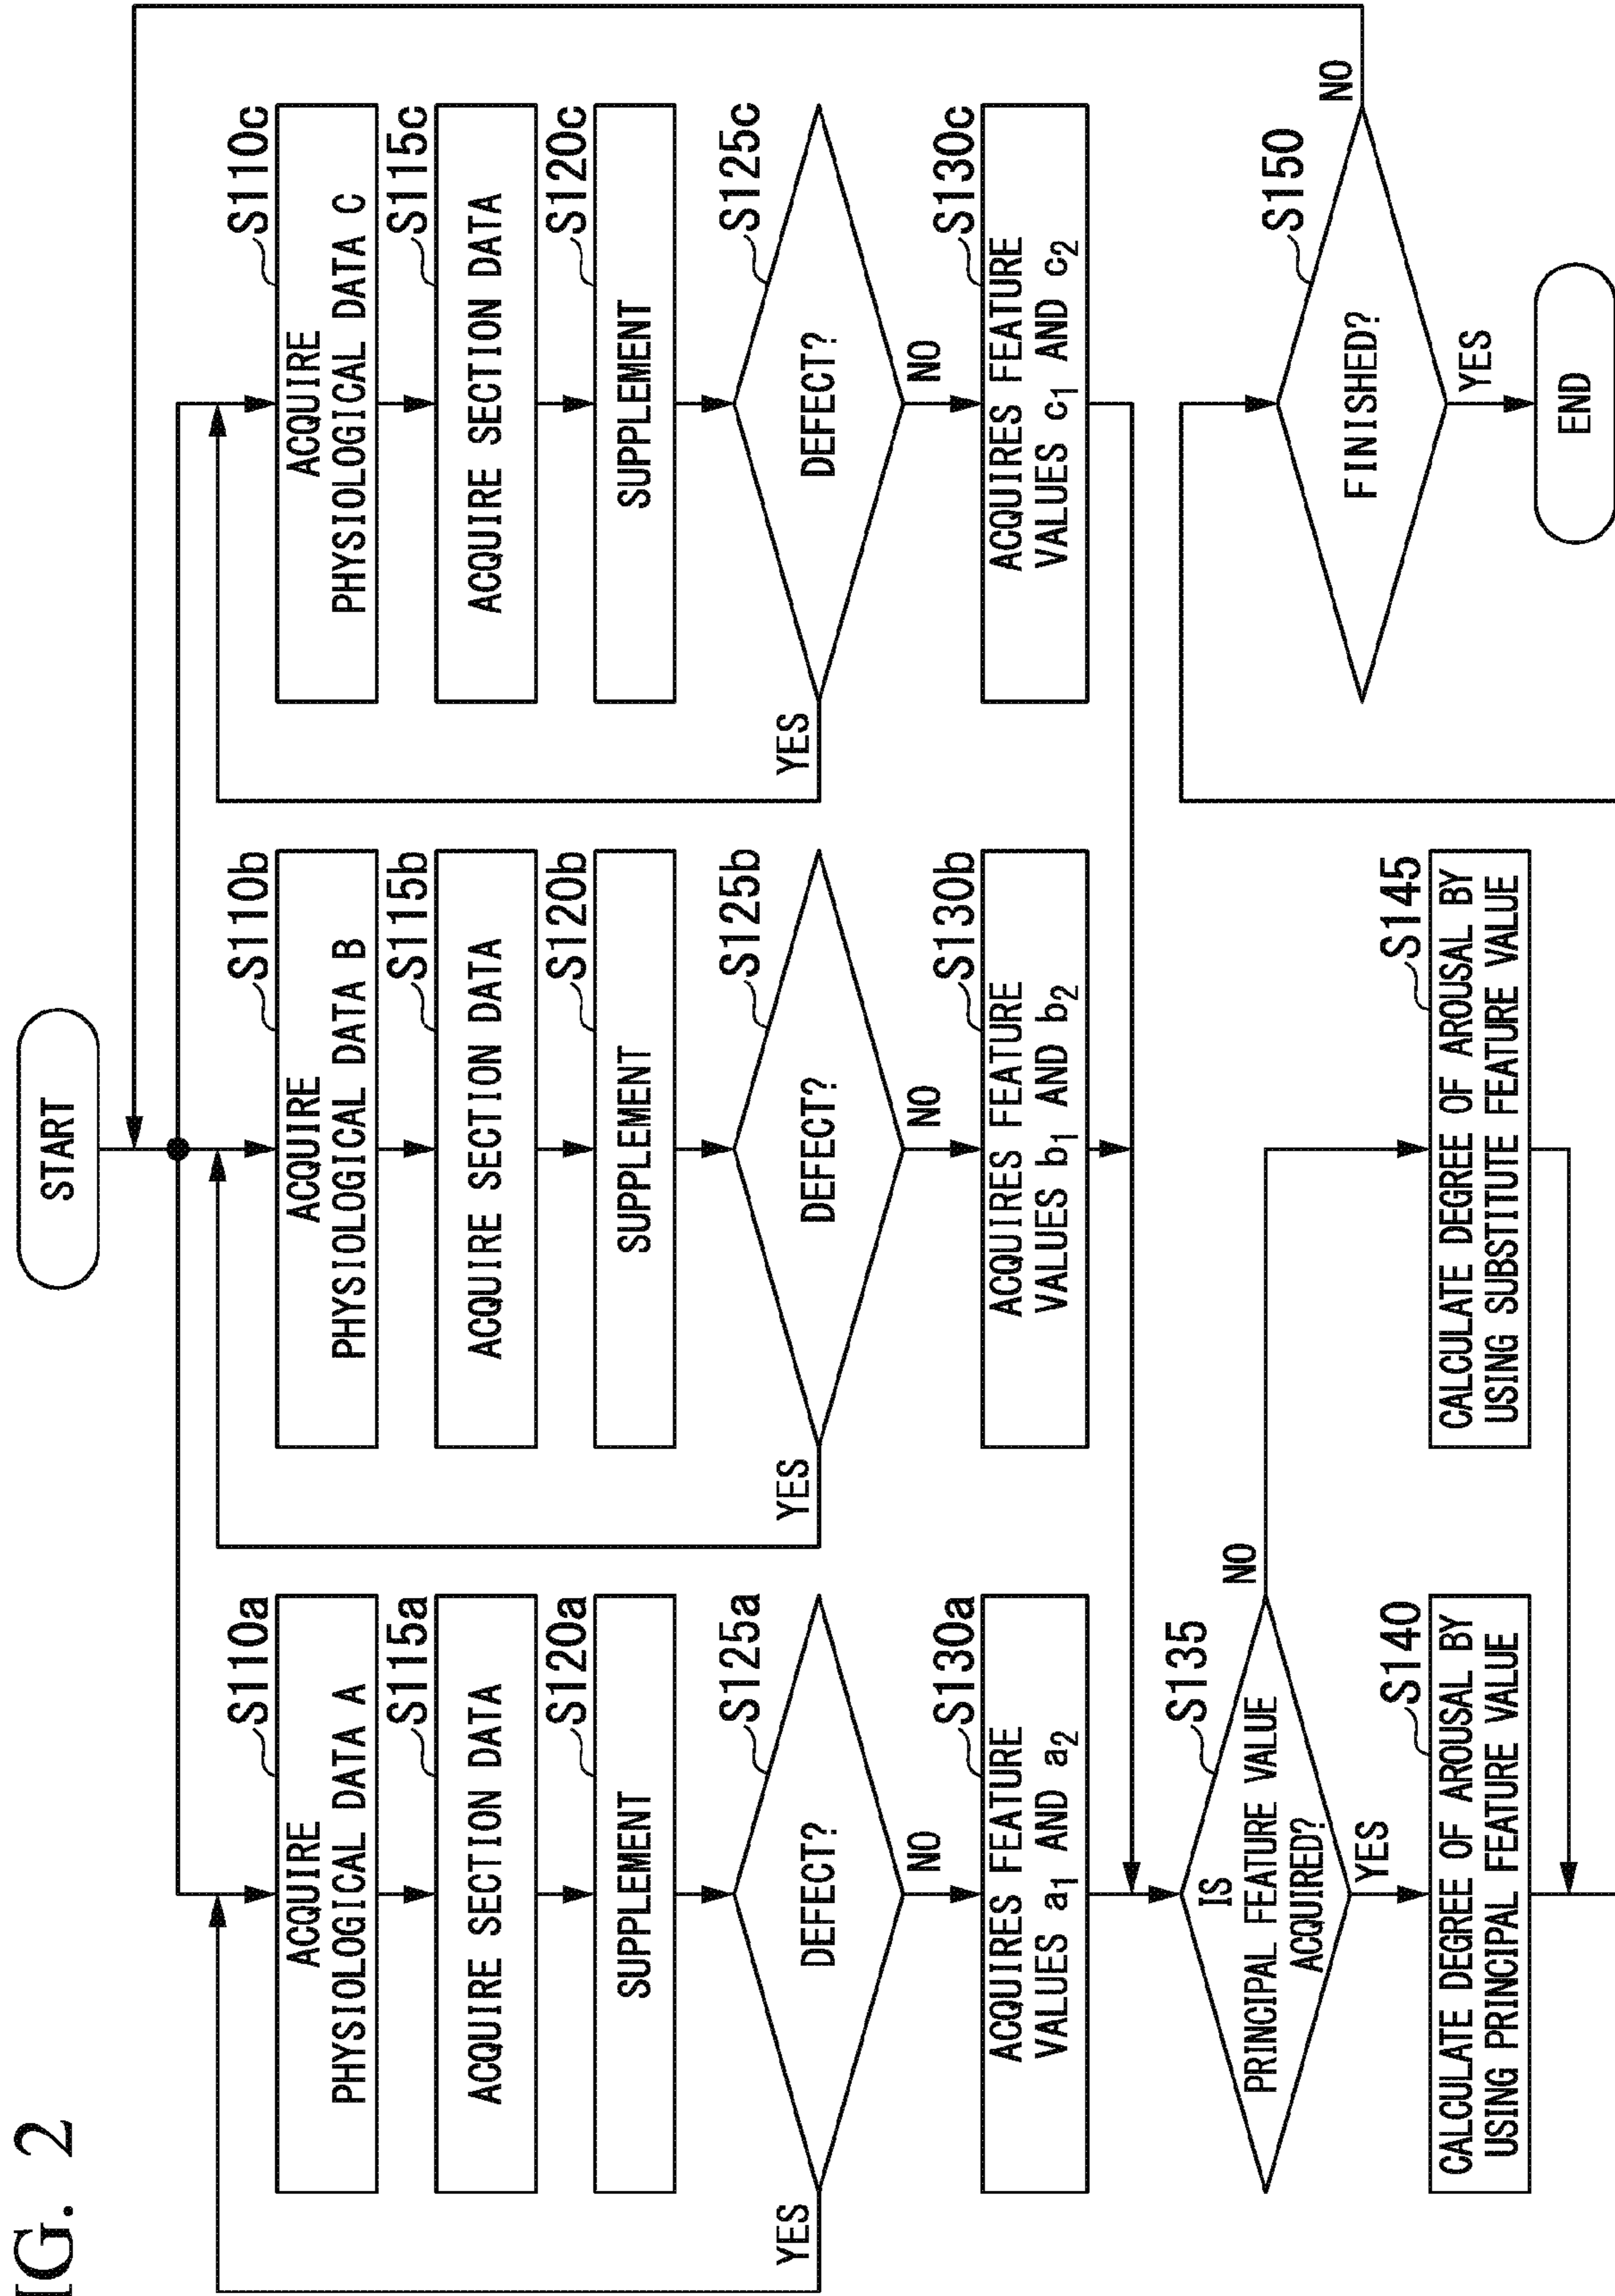 IG. 2
START
S110a
ACQUIRE
PHYSIOLOGICAL DATA A
S115a
ACQUIRE SECTION DATA
S120a
SUPPLEMENT
S125a
DEFECT?
YES
NO
S130a
ACQUIRES FEATURE
VALUES a1 AND a2
S110b
ACQUIRE
PHYSIOLOGICAL DATA B
S115b
ACQUIRE SECTION DATA
S120b
SUPPLEMENT
S125b
DEFECT?
YES
NO
S130b
ACQUIRES FEATURE
VALUES b1 AND b2
S110c
ACQUIRE
PHYSIOLOGICAL DATA C
S115c
ACQUIRE SECTION DATA
S120c
SUPPLEMENT
S125c
DEFECT?
YES
NO
S130c
ACQUIRES FEATURE
VALUES c1 AND c2
S135
IS
PRINCIPAL FEATURE VALUE
ACQUIRED?
NO
YES
S140
CALCULATE DEGREE OF AROUSAL BY
USING PRINCIPAL FEATURE VALUE
S145
CALCULATE DEGREE OF AROUSAL BY
USING SUBSTITUTE FEATURE VALUE
S150
FINISHED?
NO
YES
END